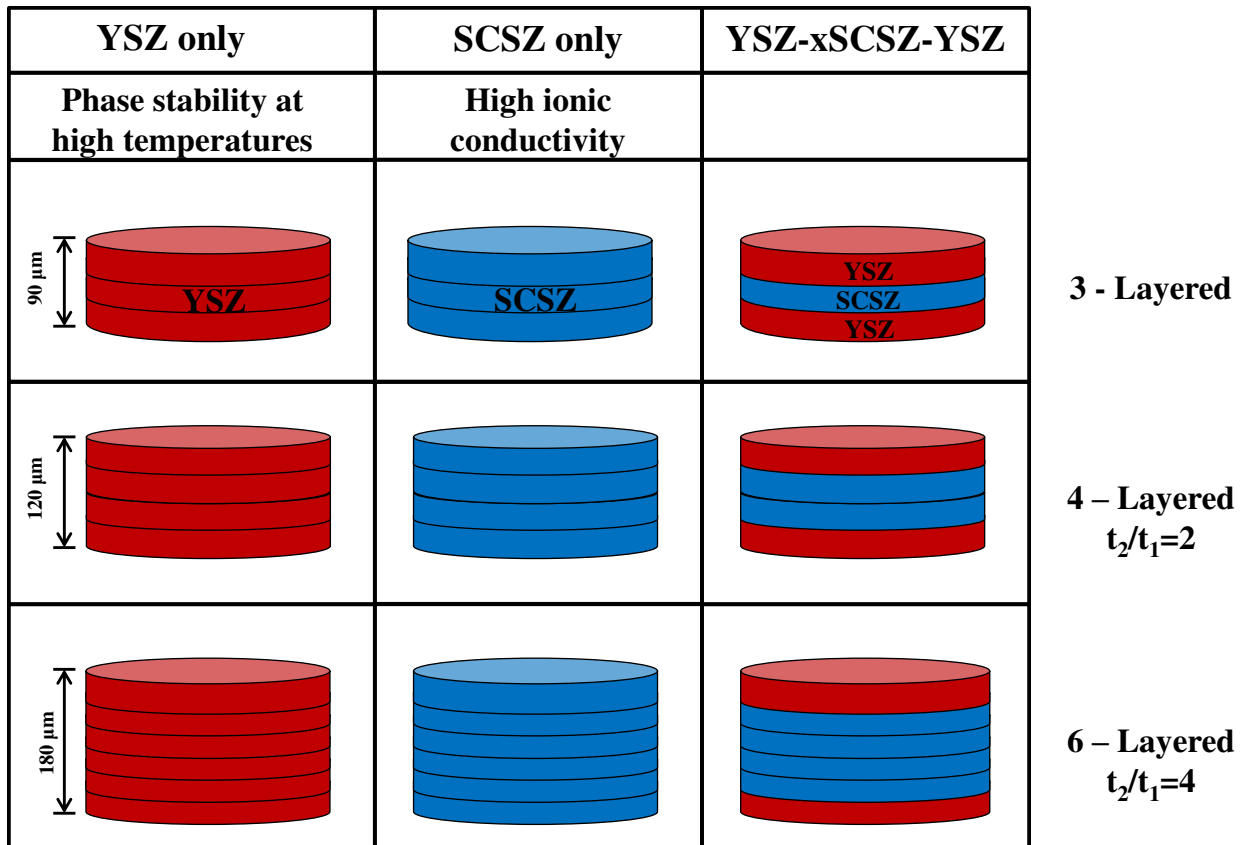 YSZ only
SCSZ only
YSZ-xSCSZ-YSZ
Phase stability at
high temperatures
High ionic
conductivity
90 µm
YSZ
SCSZ
YSZ
SCSZ
YSZ
3 - Layered
120 µm
4 – Layered
t₂/t₁=2
180 µm
6 – Layered
t₂/t₁=4